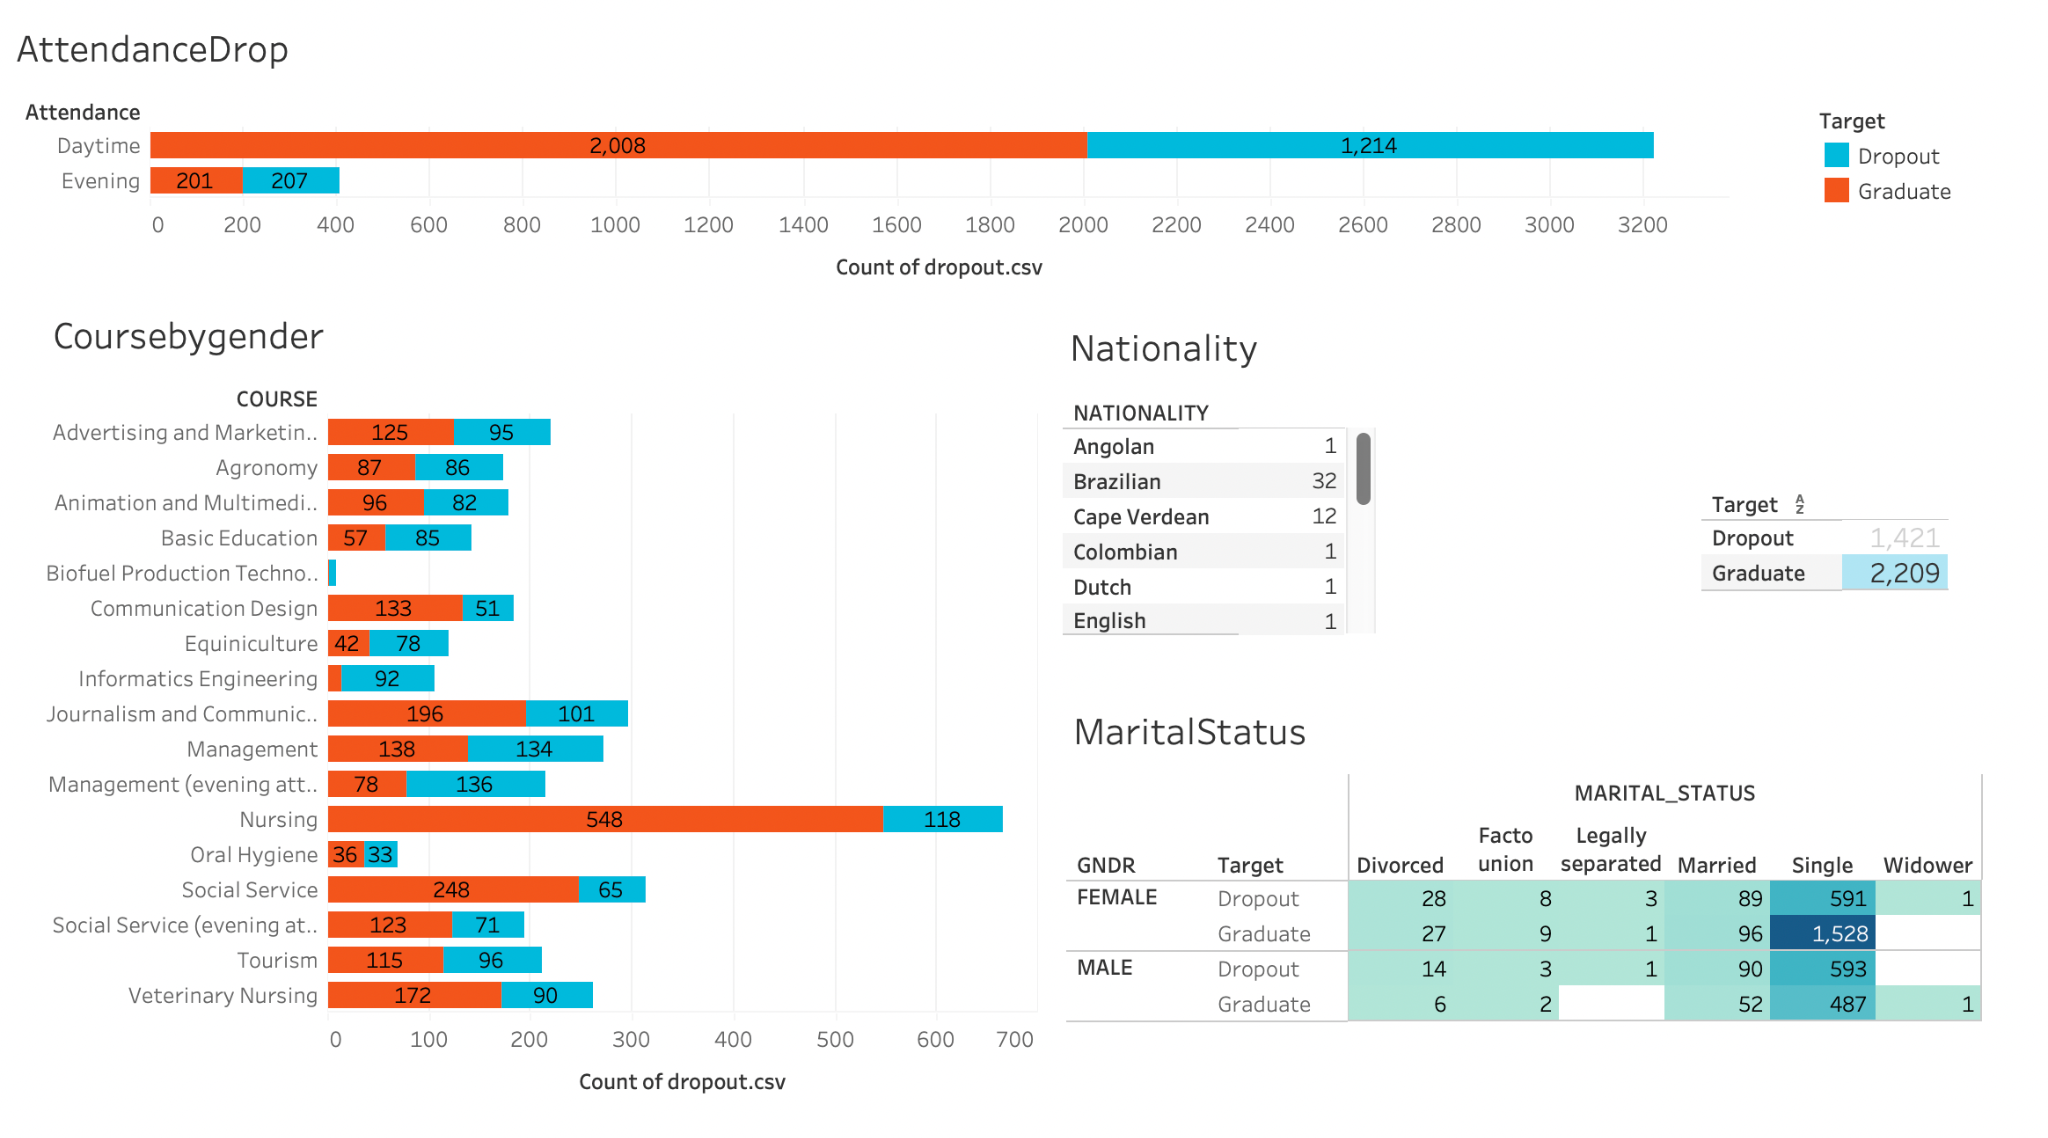 AttendanceDrop
Attendance
Daytime 2,008 1,214
Evening 201 207
0 200 400 600 800 1000 1200 1400 1600 1800 2000 2200 2400 2600 2800 3000 3200
Count of dropout.csv
Target
Dropout
Graduate
Coursebygender
COURSE
Advertising and Marketin.. 125 95
Agronomy 87 86
Animation and Multimedi.. 96 82
Basic Education 57 85
Biofuel Production Techno..
Communication Design 133 51
Equiniculture 42 78
Informatics Engineering 92
Journalism and Communic.. 196 101
Management 138 134
Management (evening att.. 78 136
Nursing 548 118
Oral Hygiene 36 33
Social Service 248 65
Social Service (evening at.. 123 71
Tourism 115 96
Veterinary Nursing 172 90
0 100 200 300 400 500 600 700
Count of dropout.csv
Nationality
NATIONALITY
Angolan 1
Brazilian 32
Cape Verdean 12
Colombian 1
Dutch 1
English 1
Target A Z
Dropout 1,421
Graduate 2,209
MaritalStatus
MARITAL_STATUS
GNDR Target Divorced Facto union Legally separated Married Single Widower
FEMALE Dropout 28 8 3 89 591 1
Graduate 27 9 1 96 1,528
MALE Dropout 14 3 1 90 593
Graduate 6 2 52 487 1